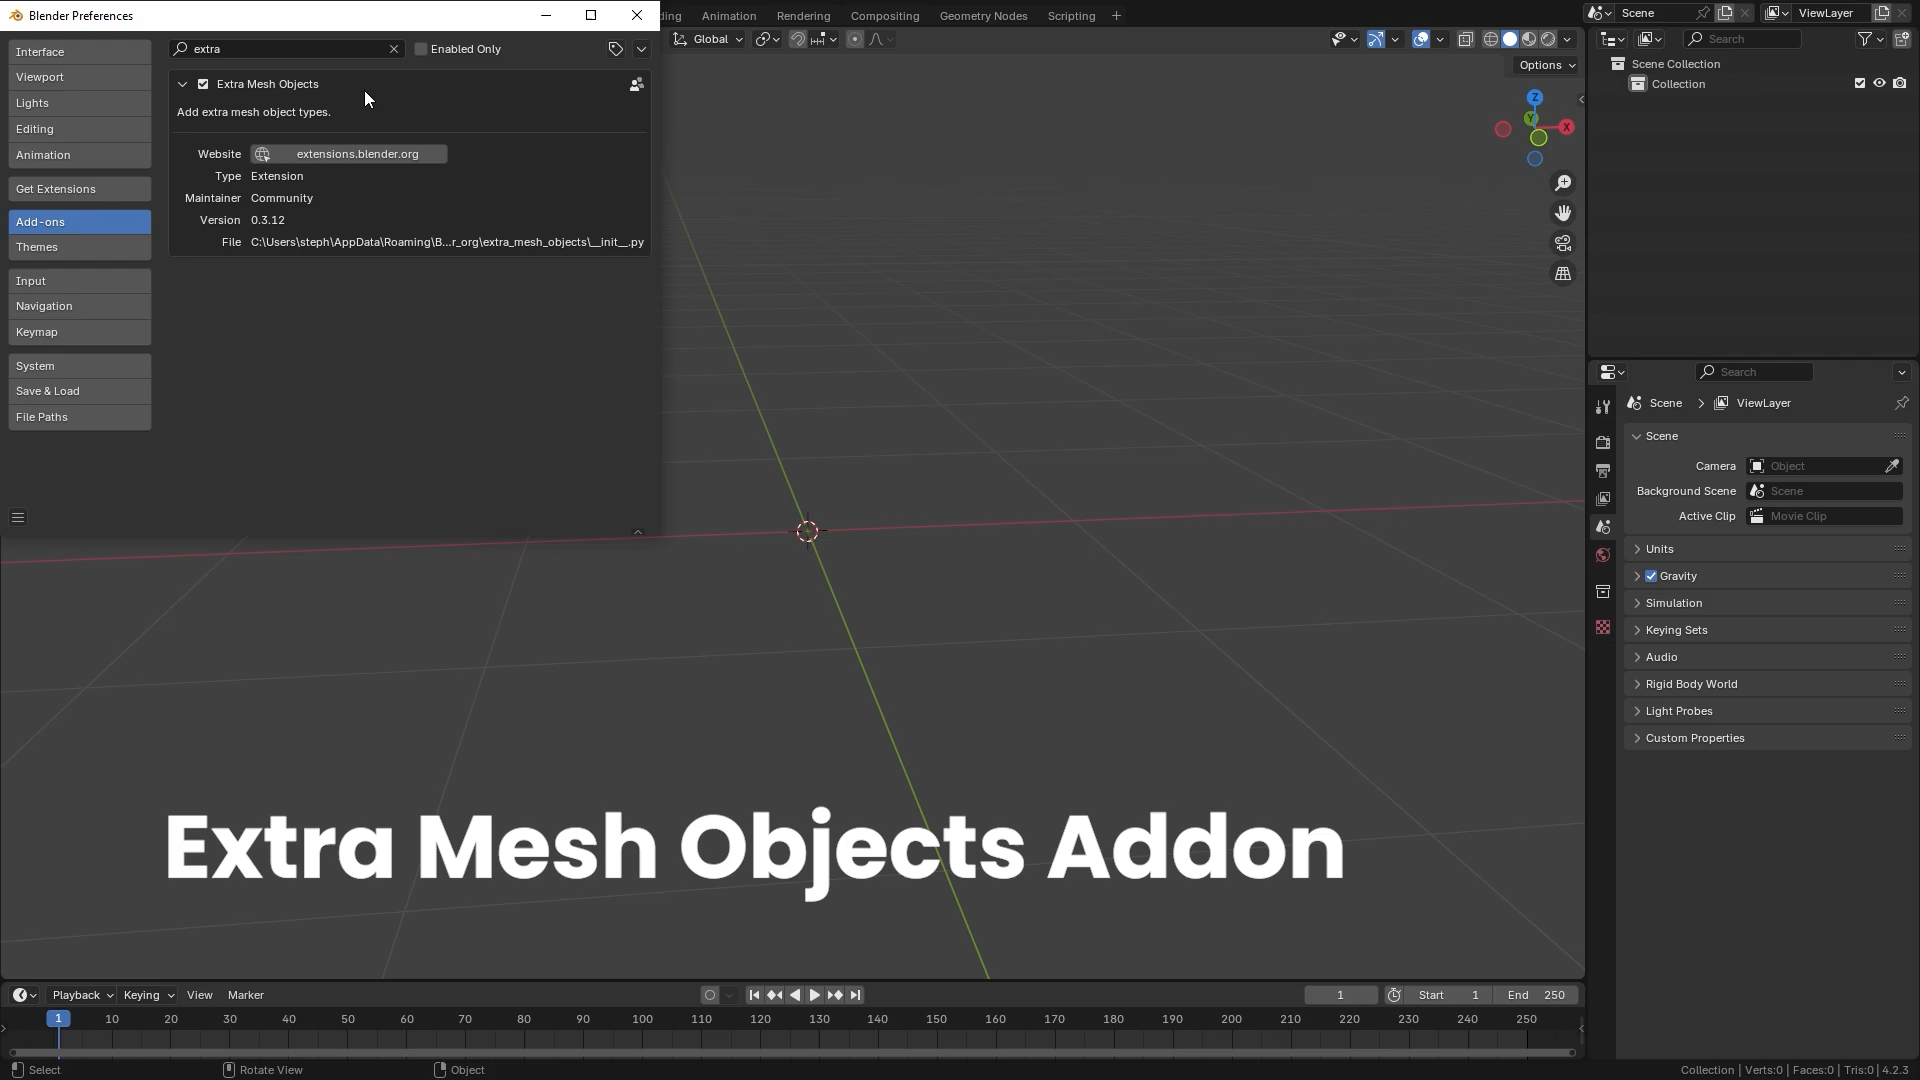 Blender Preferences
Interface
Viewport
Lights
Editing
Animation
Get Extensions
Add-ons
Themes
Input
Navigation
Keymap
System
Save & Load
File Paths
extra
Enabled Only
Extra Mesh Objects
Add extra mesh object types.
Website extensions.blender.org
Type Extension
Maintainer Community
Version 0.3.12
File C:\Users\steph\AppData\Roaming\B...r_org\extra_mesh_objects\__init__.py
ding Animation Rendering Compositing Geometry Nodes Scripting +
Global
Options
Z
Y
X
Scene
ViewLayer
Search
Scene Collection
Collection
Search
Scene > ViewLayer
Scene
Camera Object
Background Scene Scene
Active Clip Movie Clip
Units
Gravity
Simulation
Keying Sets
Audio
Rigid Body World
Light Probes
Custom Properties
Extra Mesh Objects Addon
Playback Keying View Marker
1 Start 1 End 250
1 10 20 30 40 50 60 70 80 90 100 110 120 130 140 150 160 170 180 190 200 210 220 230 240 250
Select Rotate View Object
Collection | Verts:0 | Faces:0 | Tris:0 | 4.2.3